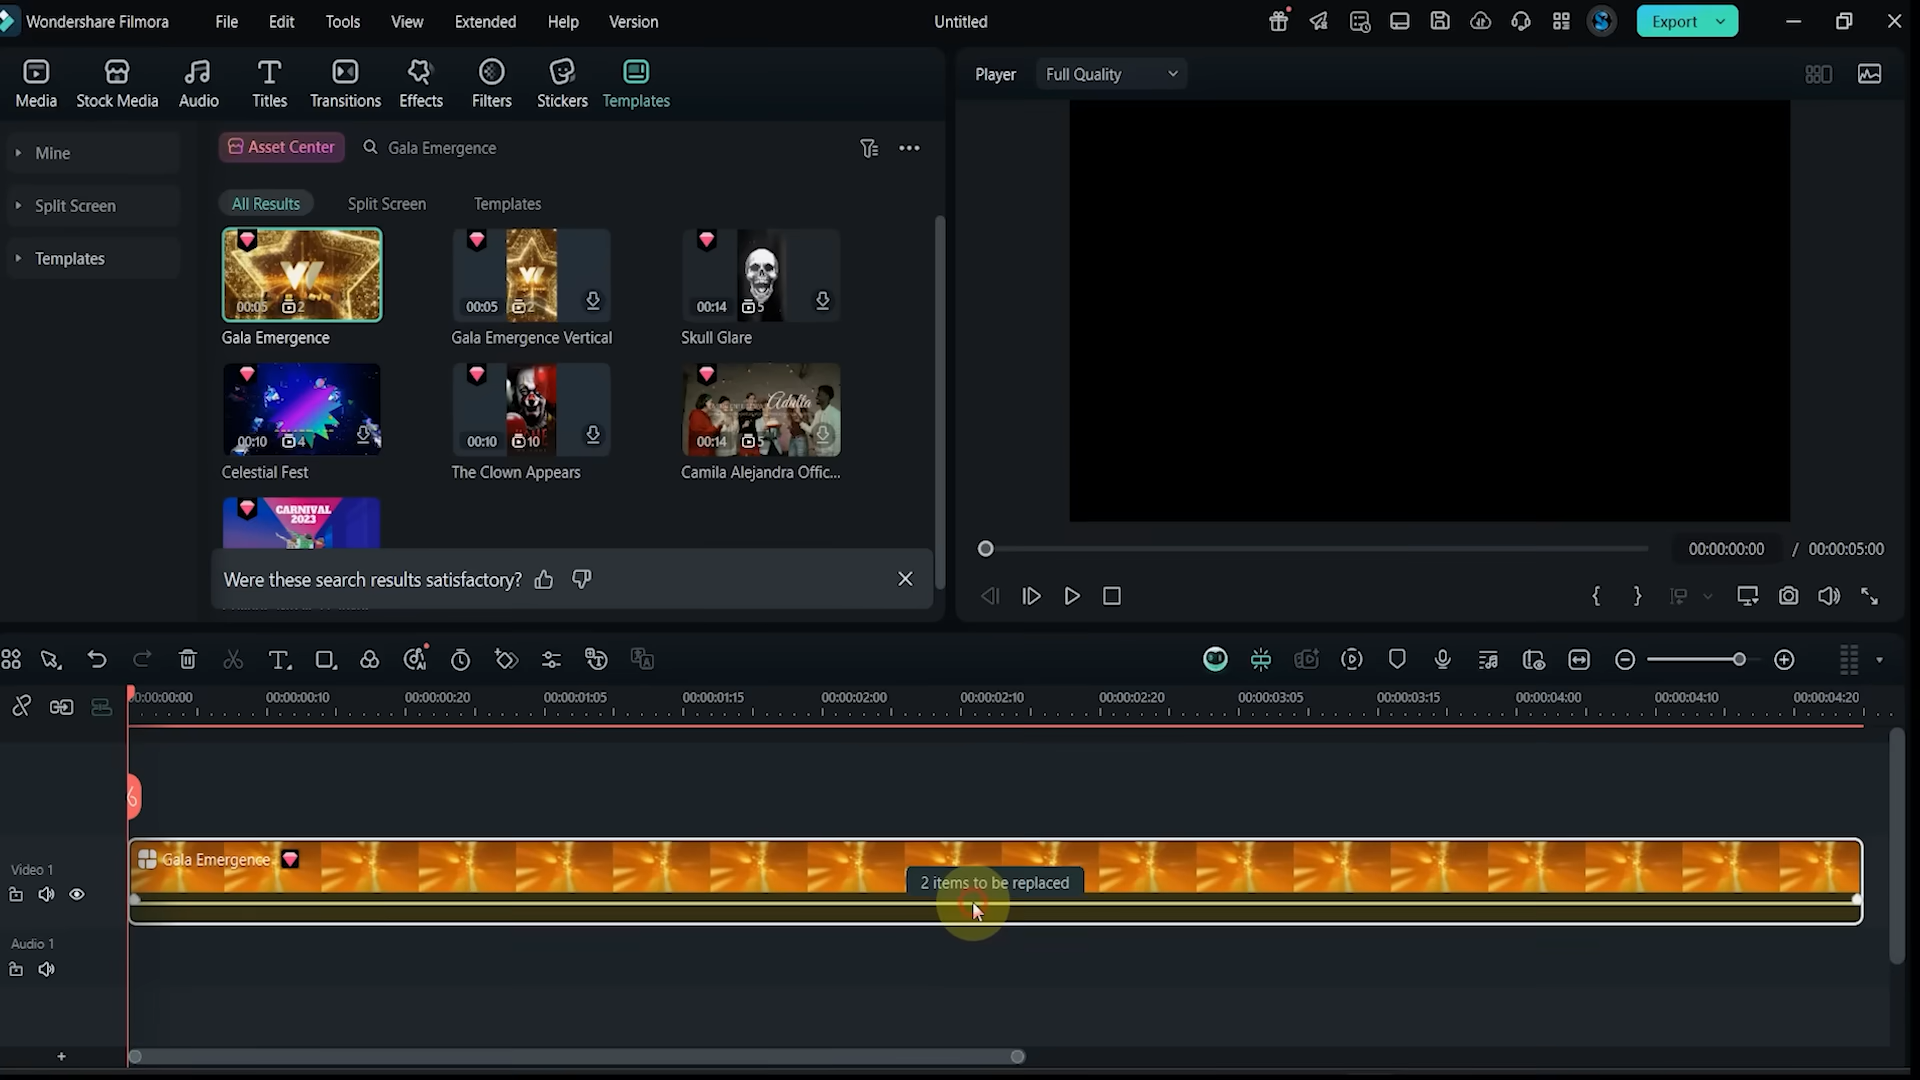 Wondershare Filmora
File
Edit
Tools
View
Extended
Help
Version
Untitled
Export
Media
Stock Media
Audio
Titles
Transitions
Effects
Filters
Stickers
Templates
Player
Full Quality
Mine
Split Screen
Templates
Asset Center
Gala Emergence
All Results
Split Screen
Templates
00:05
2
Gala Emergence
00:05
2
Gala Emergence Vertical
00:14
5
Skull Glare
00:10
4
Celestial Fest
00:10
10
The Clown Appears
Adulta
00:14
5
Camila Alejandra Offic...
CARNIVAL
2023
Were these search results satisfactory?
00:00:00:00
/
00:00:05:00
0:00:00:00
00:00:00:10
00:00:00:20
00:00:01:05
00:00:01:15
00:00:02:00
00:00:02:10
00:00:02:20
00:00:03:05
00:00:03:15
00:00:04:00
00:00:04:10
00:00:04:20
Gala Emergence
2 items to be replaced
Video 1
Audio 1